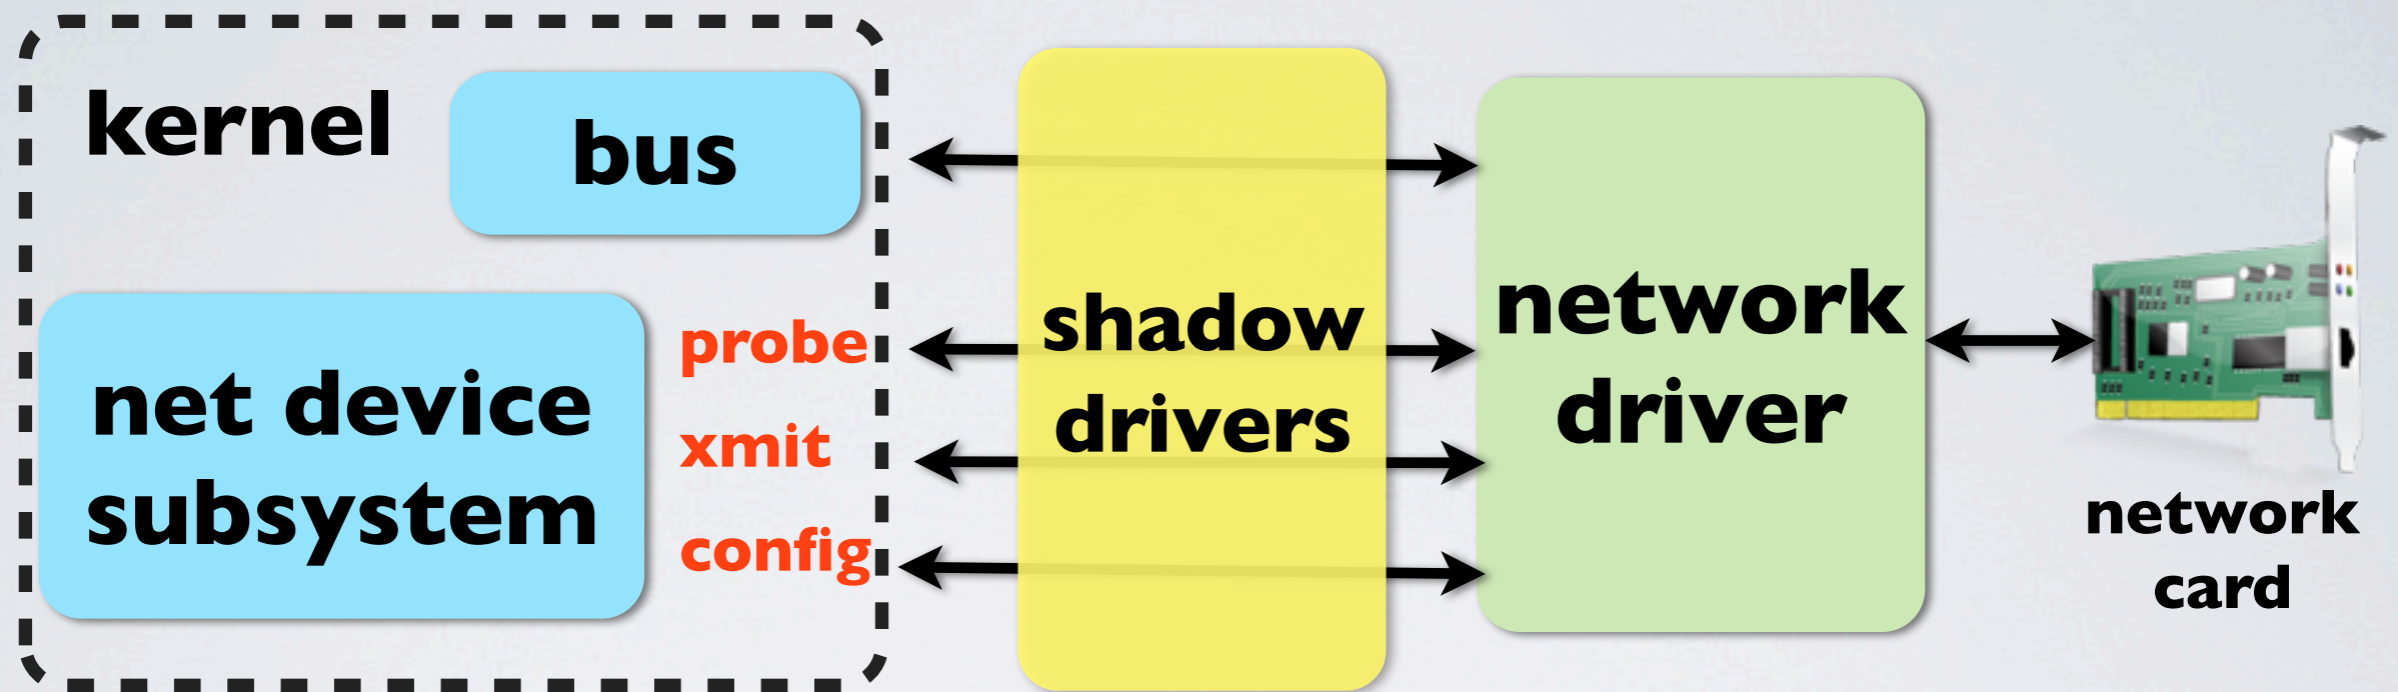 kernel
bus
net device
subsystem
probe
xmit
config
shadow
drivers
network
driver
network
card